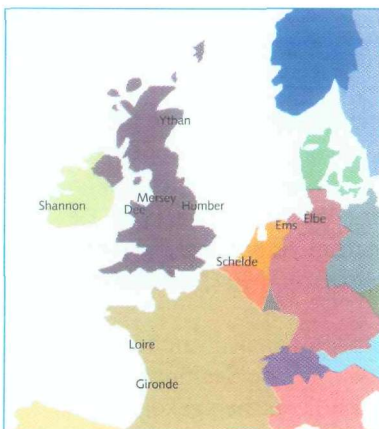 Ythan
Mersey
Shannon
Dee
Humber
Elbe
Ems
Schelde
Loire
Gironde